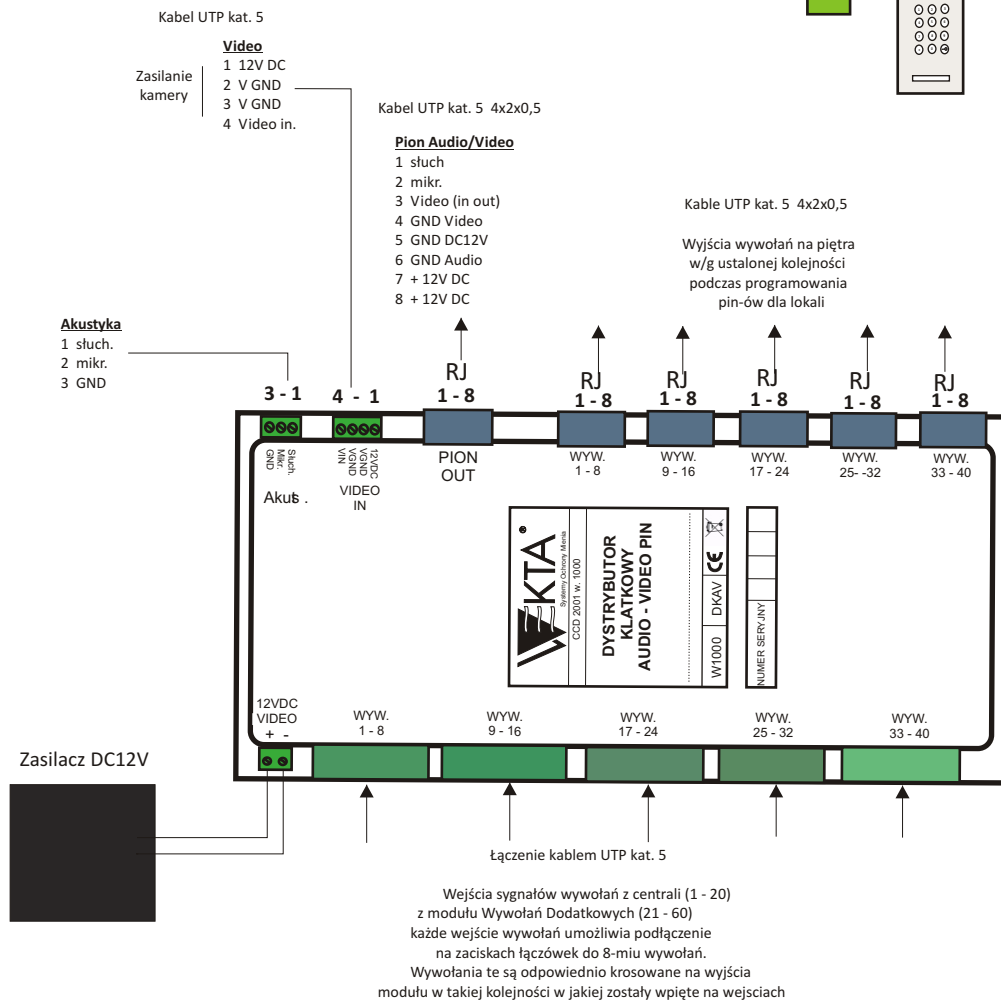 Kabel UTP kat. 5
Video
1 12V DC
2 V GND
3 V GND
4 Video in.
Zasilanie
kamery
Kabel UTP kat. 5 4x2x0,5
Pion Audio/Video
1 słuch
2 mikr.
3 Video (in out)
4 GND Video
5 GND DC12V
6 GND Audio
7 + 12V DC
8 + 12V DC
Kable UTP kat. 5 4x2x0,5
Wyjścia wywołań na piętra
w/g ustalonej kolejności
podczas programowania
pin-ów dla lokali
Akustyka
1 słuch.
2 mikr.
3 GND
3 - 1
4 - 1
RJ
1 - 8
RJ
1 - 8
RJ
1 - 8
RJ
1 - 8
RJ
1 - 8
RJ
1 - 8
Słuch.
Mikr.
GND
Akus .
12VDC
VGND
VGND
VIN
VIDEO
IN
PION
OUT
WYW.
1 - 8
WYW.
9 - 16
WYW.
17 - 24
WYW.
25- -32
WYW.
33 - 40
VEKTA®
Systemy Ochrony Mienia
CCD 2001 w. 1000
DYSTRYBUTOR
KLATKOWY
AUDIO - VIDEO PIN
W1000
DKAV
CE
NUMER SERYJNY
12VDC
VIDEO
+ -
WYW.
1 - 8
WYW.
9 - 16
WYW.
17 - 24
WYW.
25 - 32
WYW.
33 - 40
Zasilacz DC12V
Łączenie kablem UTP kat. 5
Wejścia sygnałów wywołań z centrali (1 - 20)
z modułu Wywołań Dodatkowych (21 - 60)
każde wejście wywołań umożliwia podłączenie
na zaciskach łączówek do 8-miu wywołań.
Wywołania te są odpowiednio krosowane na wyjścia
modułu w takiej kolejności w jakiej zostały wpięte na wejsciach